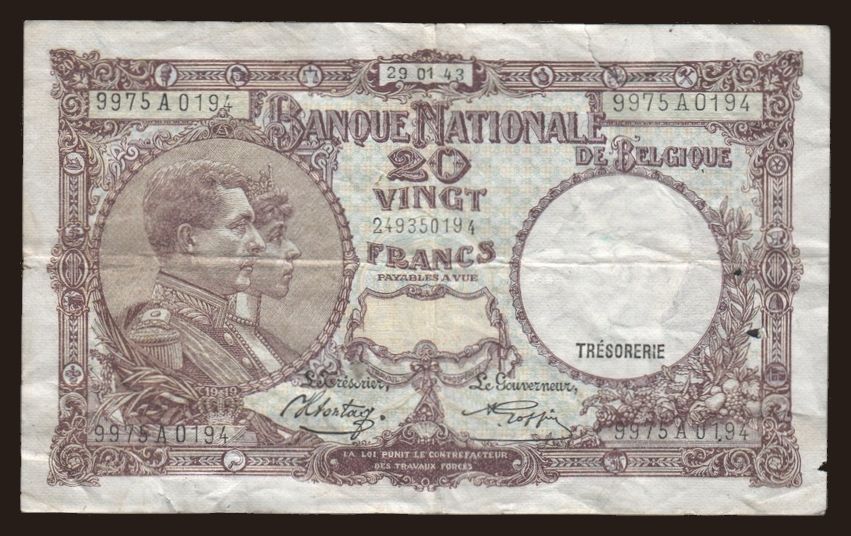 29 01 43
9975 A 0194
9975 A 0194
BANQUE NATIONALE
DE BELGIQUE
20
VINGT
249350194
FRANCS
PAYABLES A VUE
TRÉSORERIE
1919
Le Trésorier,
Le Gouverneur,
9975 A 0194
9975 A 0194
LA LOI PUNIT LE CONTREFACTEUR
DES TRAVAUX FORCÉS